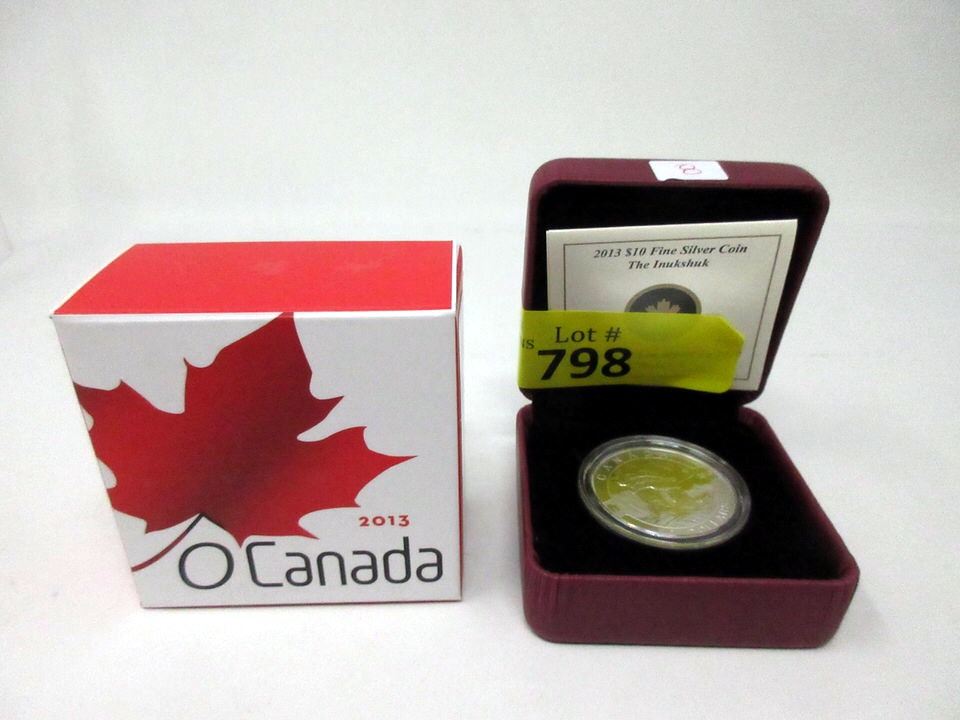 2013
O Canada
2013 $10 Fine Silver Coin
The Inukshuk
Lot #
798